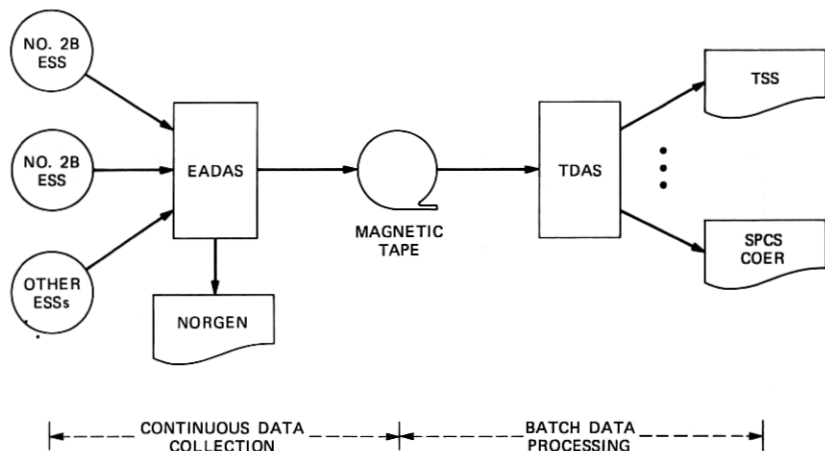 NO. 2B
ESS
NO. 2B
ESS
OTHER
ESSs
EADAS
NORGEN
MAGNETIC
TAPE
TDAS
TSS
SPCS
COER
CONTINUOUS DATA
COLLECTION
BATCH DATA
PROCESSING